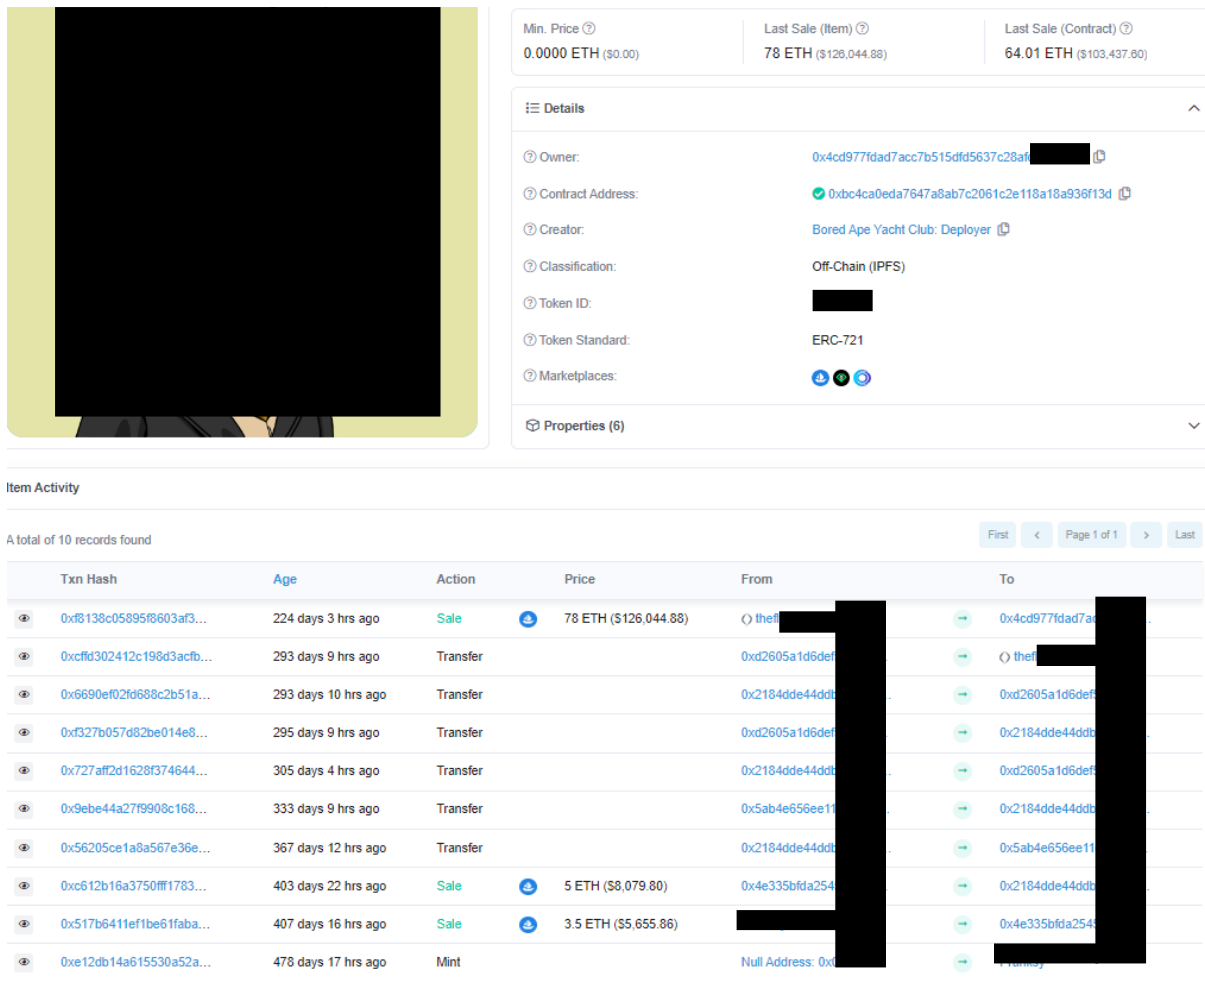 Min. Price Last Sale (Item) Last Sale (Contract)
0.0000 ETH ($0.00) 78 ETH ($126,044.88) 64.01 ETH ($103,437.60)
Details
Owner: 0x4cd977fdad7acc7b515dfd5637c28af
Contract Address: 0xbc4ca0eda7647a8ab7c2061c2e118a18a936f13d
Creator: Bored Ape Yacht Club: Deployer
Classification: Off-Chain (IPFS)
Token ID:
Token Standard: ERC-721
Marketplaces:
Properties (6)
Item Activity
A total of 10 records found First < Page 1 of 1 > Last
Txn Hash Age Action Price From To
0xf8138c05895f8603af3... 224 days 3 hrs ago Sale 78 ETH ($126,044.88) thefl 0x4cd977fdad7ac
0xcffd302412c198d3acfb... 293 days 9 hrs ago Transfer 0xd2605a1d6def thefl
0x6690ef02fd688c2b51a... 293 days 10 hrs ago Transfer 0x2184dde44ddb 0xd2605a1d6def5
0xf327b057d82be014e8... 295 days 9 hrs ago Transfer 0xd2605a1d6def 0x2184dde44ddb
0x727aff2d1628f374644... 305 days 4 hrs ago Transfer 0x2184dde44ddb 0xd2605a1d6def5
0x9ebe44a27f9908c168... 333 days 9 hrs ago Transfer 0x5ab4e656ee11 0x2184dde44ddb
0x56205ce1a8a567e36e... 367 days 12 hrs ago Transfer 0x2184dde44ddb 0x5ab4e656ee11
0xc612b16a3750fff1783... 403 days 22 hrs ago Sale 5 ETH ($8,079.80) 0x4e335bfda254 0x2184dde44ddb
0x517b6411ef1be61faba... 407 days 16 hrs ago Sale 3.5 ETH ($5,655.86) 0x4e335bfda254
0xe12db14a615530a52a... 478 days 17 hrs ago Mint Null Address: 0x0